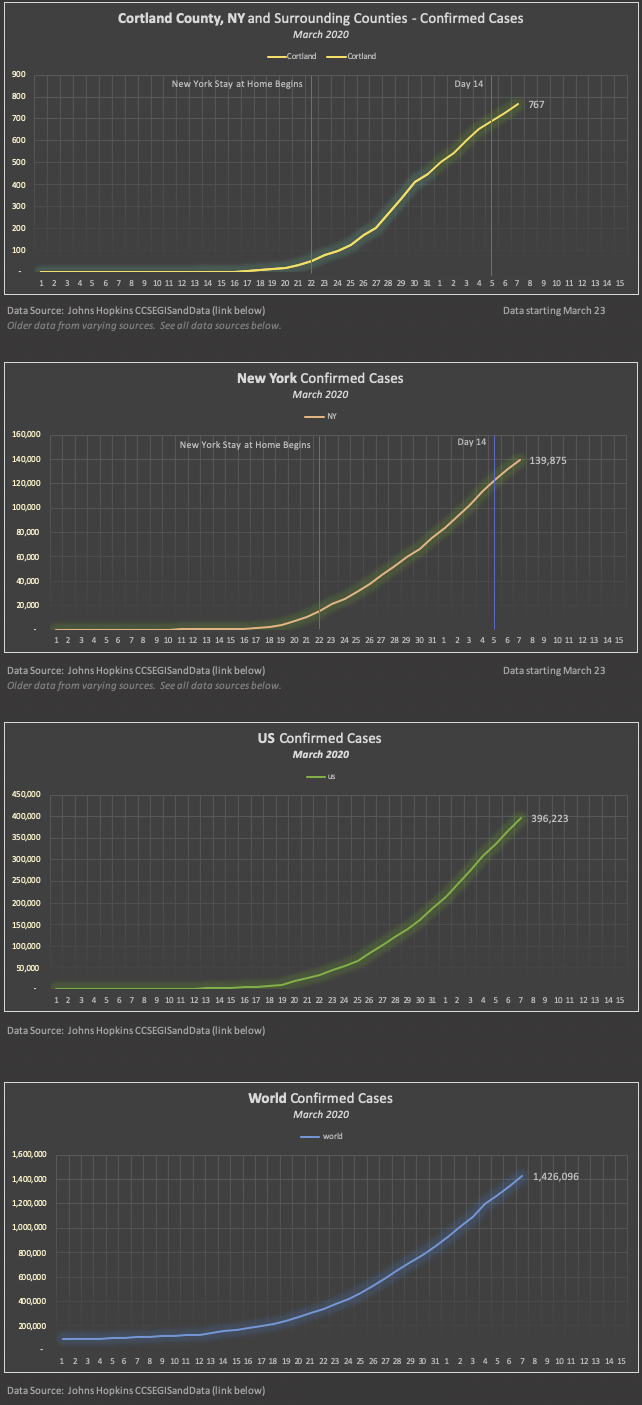 Cortland County, NY and Surrounding Counties - Confirmed Cases
March 2020
Cortland Cortland
New York Stay at Home Begins Day 14
900
800
700
600
500
400
300
200
100
-
767
1 2 3 4 5 6 7 8 9 10 11 12 13 14 15 16 17 18 19 20 21 22 23 24 25 26 27 28 29 30 31 1 2 3 4 5 6 7 8 9 10 11 12 13 14 15
Data Source: Johns Hopkins CCSEGISandData (link below) Data starting March 23
Older data from varying sources. See all data sources below.
New York Confirmed Cases
March 2020
NY
New York Stay at Home Begins Day 14
160,000
140,000
120,000
100,000
80,000
60,000
40,000
20,000
-
139,875
1 2 3 4 5 6 7 8 9 10 11 12 13 14 15 16 17 18 19 20 21 22 23 24 25 26 27 28 29 30 31 1 2 3 4 5 6 7 8 9 10 11 12 13 14 15
Data Source: Johns Hopkins CCSEGISandData (link below) Data starting March 23
Older data from varying sources. See all data sources below.
US Confirmed Cases
March 2020
us
450,000
400,000
350,000
300,000
250,000
200,000
150,000
100,000
50,000
-
396,223
1 2 3 4 5 6 7 8 9 10 11 12 13 14 15 16 17 18 19 20 21 22 23 24 25 26 27 28 29 30 31 1 2 3 4 5 6 7 8 9 10 11 12 13 14 15
Data Source: Johns Hopkins CCSEGISandData (link below)
World Confirmed Cases
March 2020
world
1,600,000
1,400,000
1,200,000
1,000,000
800,000
600,000
400,000
200,000
-
1,426,096
1 2 3 4 5 6 7 8 9 10 11 12 13 14 15 16 17 18 19 20 21 22 23 24 25 26 27 28 29 30 31 1 2 3 4 5 6 7 8 9 10 11 12 13 14 15
Data Source: Johns Hopkins CCSEGISandData (link below)